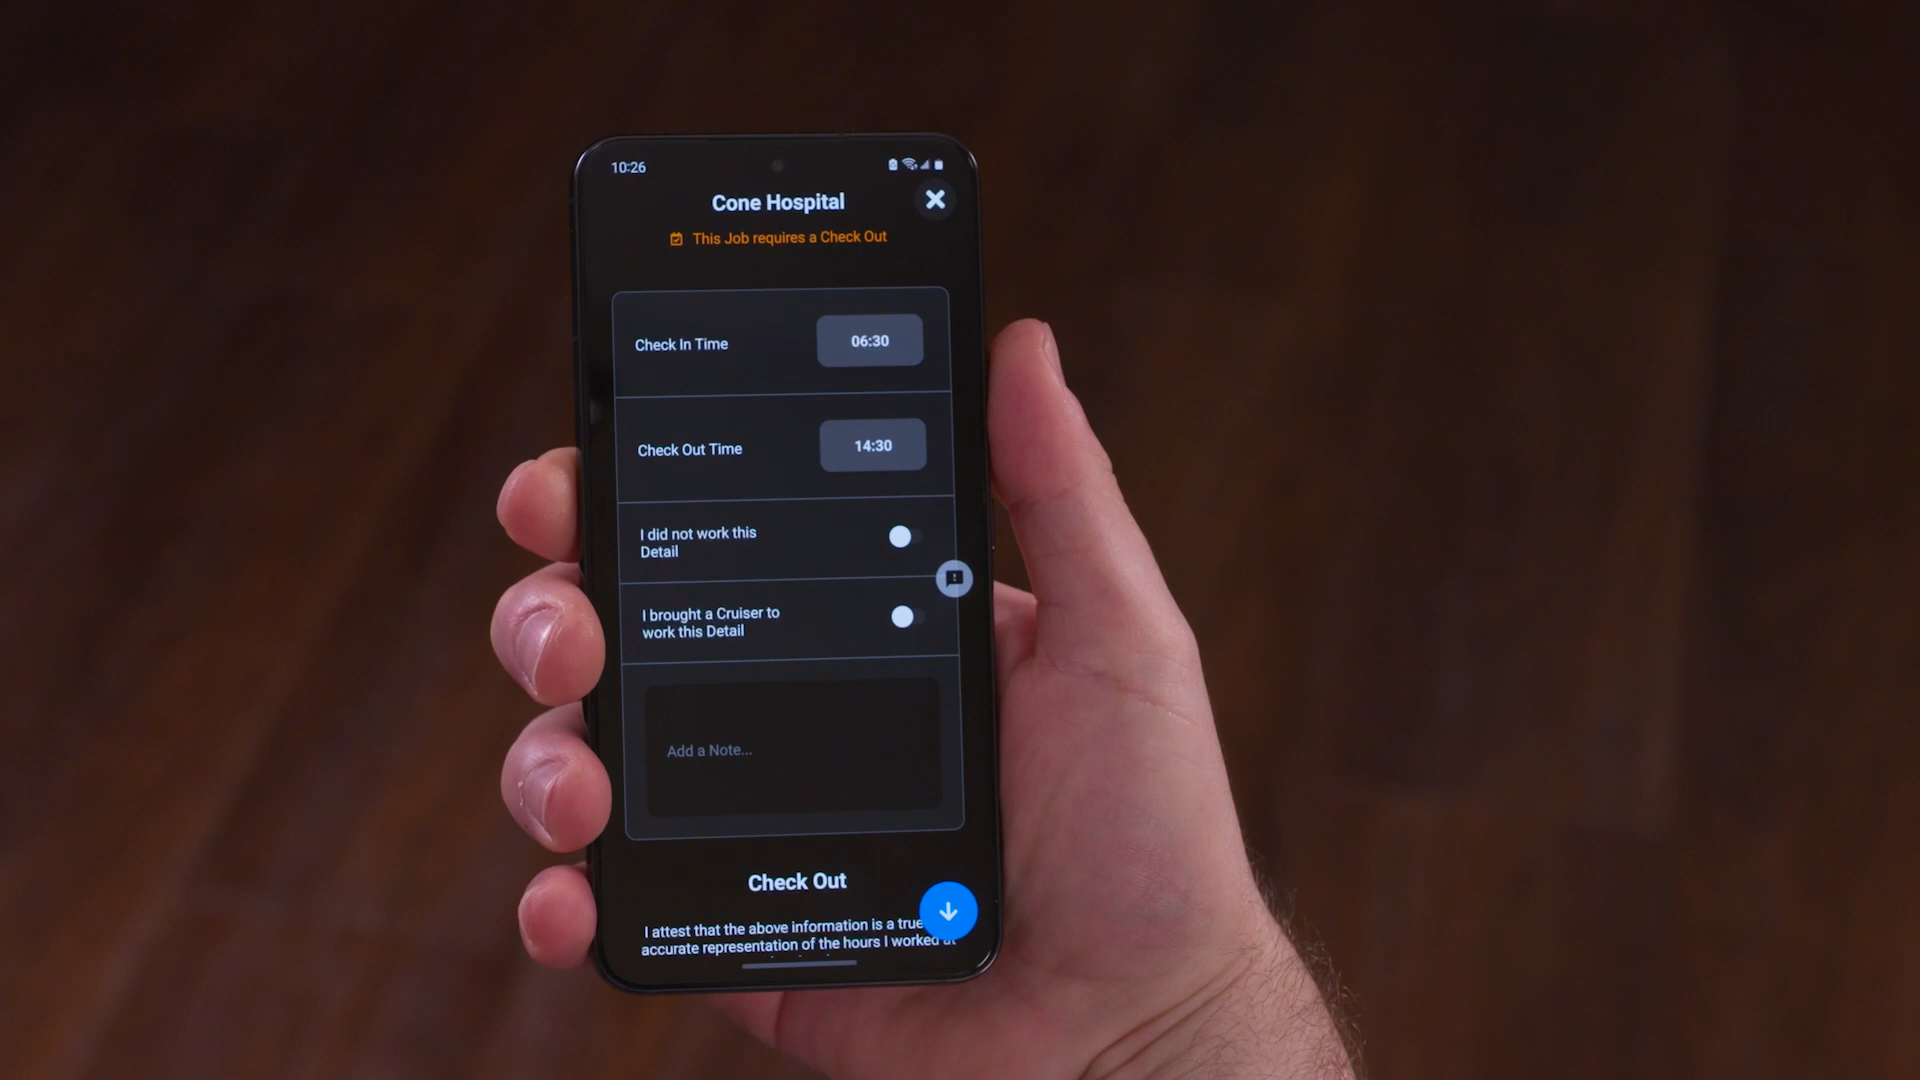 10:26
Cone Hospital
This Job requires a Check Out
Check In Time
06:30
Check Out Time
14:30
I did not work this
Detail
I brought a Cruiser to
work this Detail
Add a Note...
Check Out
I attest that the above information is a true
accurate representation of the hours I worked at